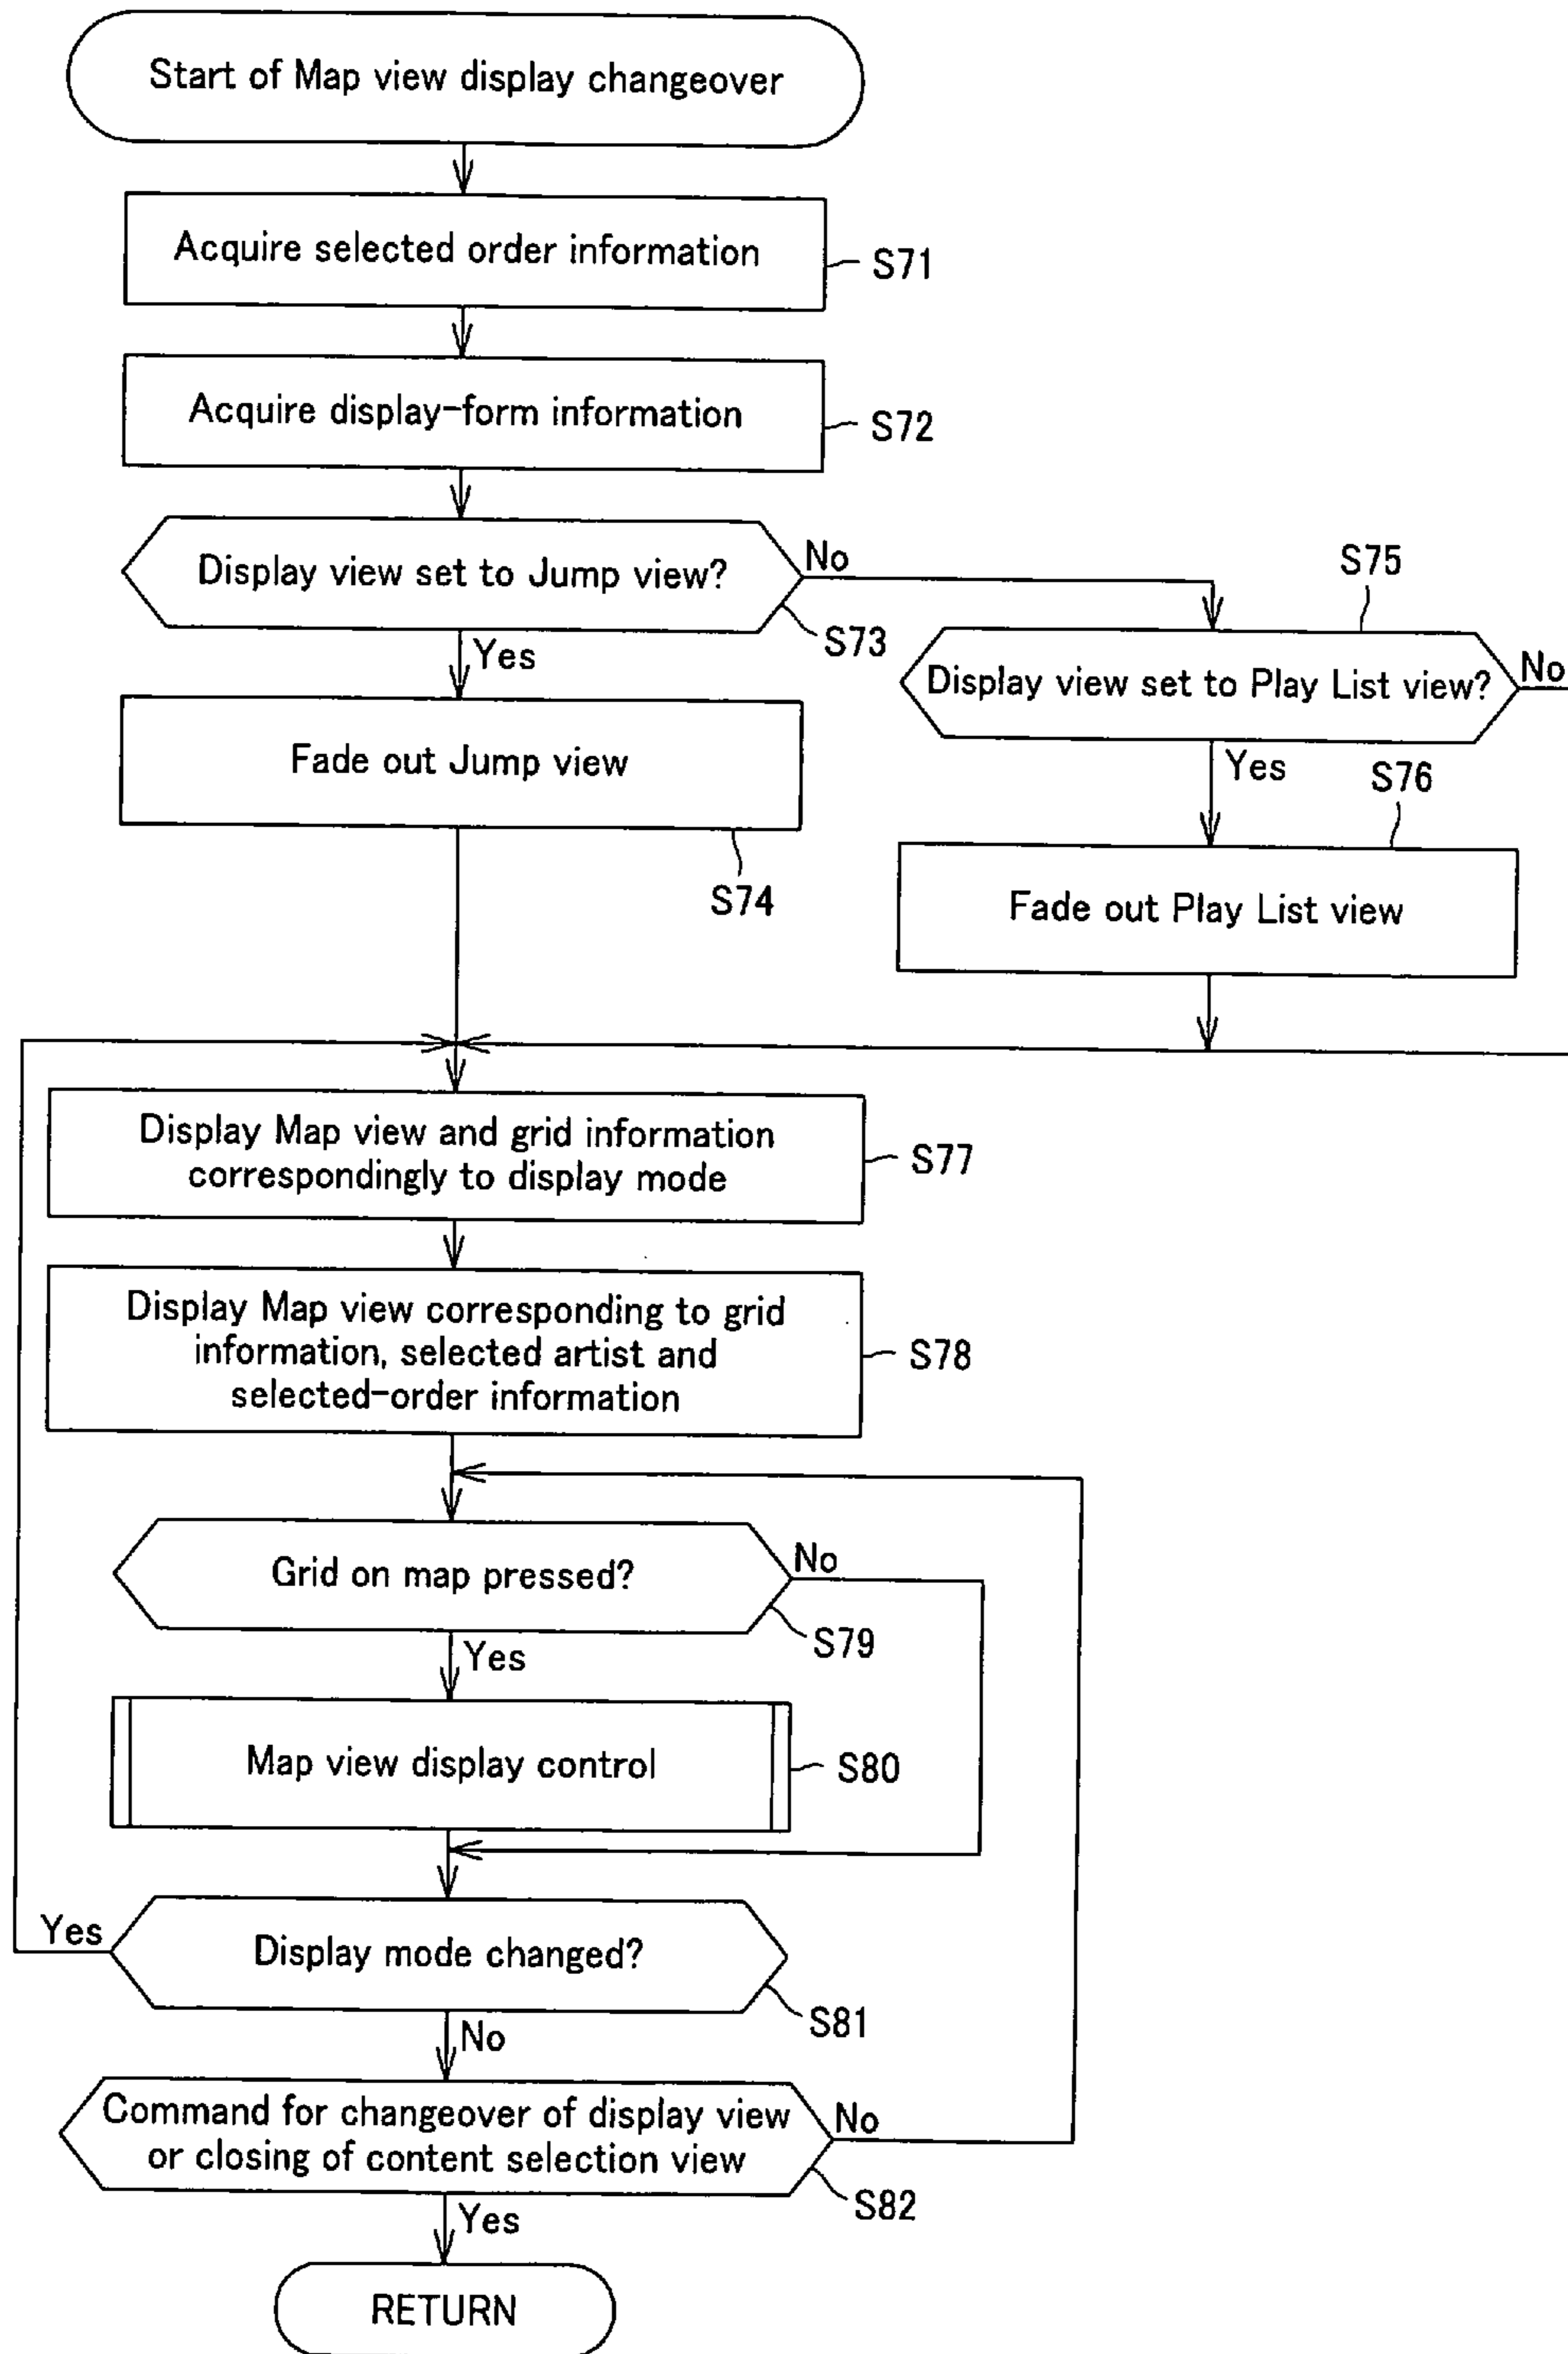 Start of Map view display changeover
Acquire selected order information
S71
Acquire display-form information
S72
Display view set to Jump view?
No
S73
Yes
S75
Display view set to Play List view?
No
Yes
S76
Fade out Jump view
S74
Fade out Play List view
Display Map view and grid information
correspondingly to display mode
S77
Display Map view corresponding to grid
information, selected artist and
selected-order information
S78
Grid on map pressed?
No
S79
Yes
Map view display control
S80
Display mode changed?
Yes
S81
No
Command for changeover of display view
or closing of content selection view
No
S82
Yes
RETURN